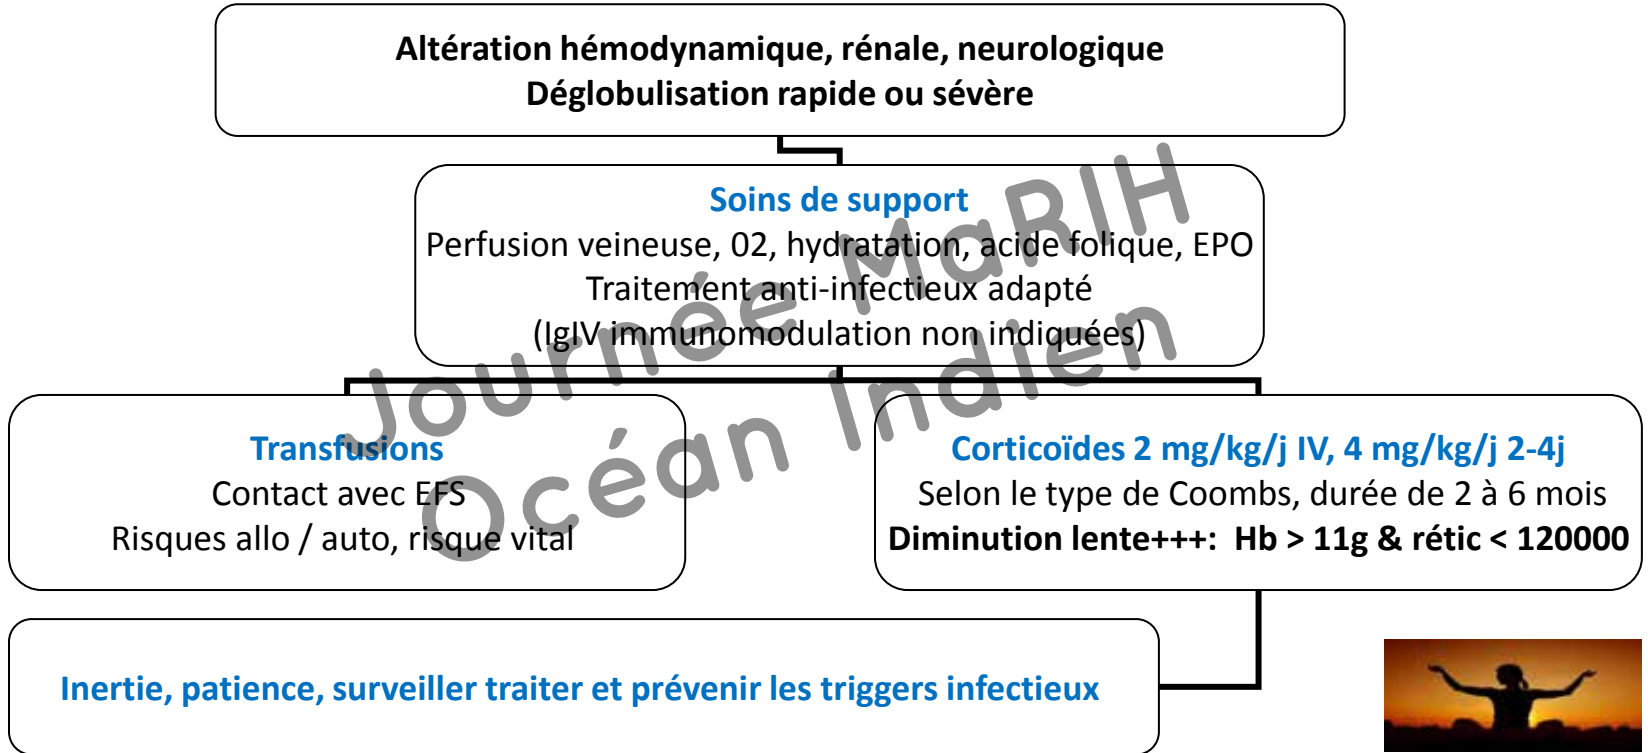 Altération hémodynamique, rénale, neurologique
Déglobulisation rapide ou sévère
Soins de support
Perfusion veineuse, 02, hydratation, acide folique, EPO
Traitement anti-infectieux adapté
(IgIV immunomodulation non indiquées)
Transfusions
Contact avec EFS
Risques allo / auto, risque vital
Corticoïdes 2 mg/kg/j IV, 4 mg/kg/j 2-4j
Selon le type de Coombs, durée de 2 à 6 mois
Diminution lente+++: Hb > 11g & rétic < 120000
Inertie, patience, surveiller traiter et prévenir les triggers infectieux
Journée MaRIH
Océan Indien